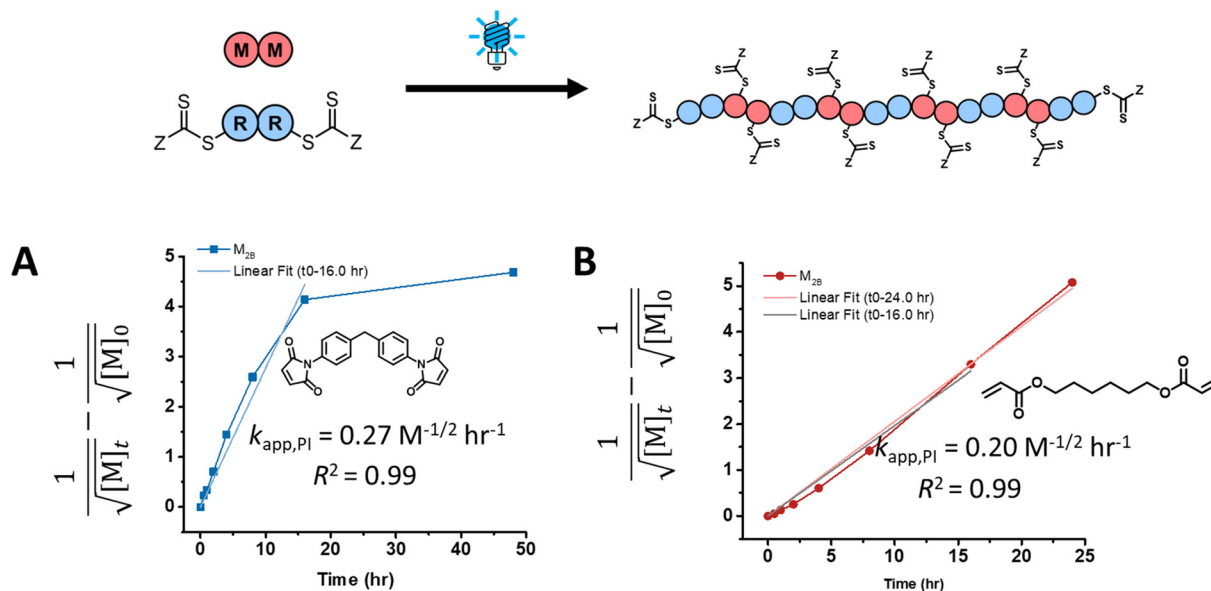 M M
S S
R R
Z S S Z
Z Z Z Z
S S S S
S S S S
S S
Z S S Z
S S S S
S S S S
Z Z Z Z
A
M2B
Linear Fit (t0-16.0 hr)
1/√[M]t − 1/√[M]0
5
4
3
2
1
0
O O
N N
O O
kapp,PI = 0.27 M-1/2 hr-1
R2 = 0.99
0 10 20 30 40 50
Time (hr)
B
M2B
Linear Fit (t0-24.0 hr)
Linear Fit (t0-16.0 hr)
1/√[M]t − 1/√[M]0
5
4
3
2
1
0
O O
O O
kapp,PI = 0.20 M-1/2 hr-1
R2 = 0.99
0 5 10 15 20 25
Time (hr)